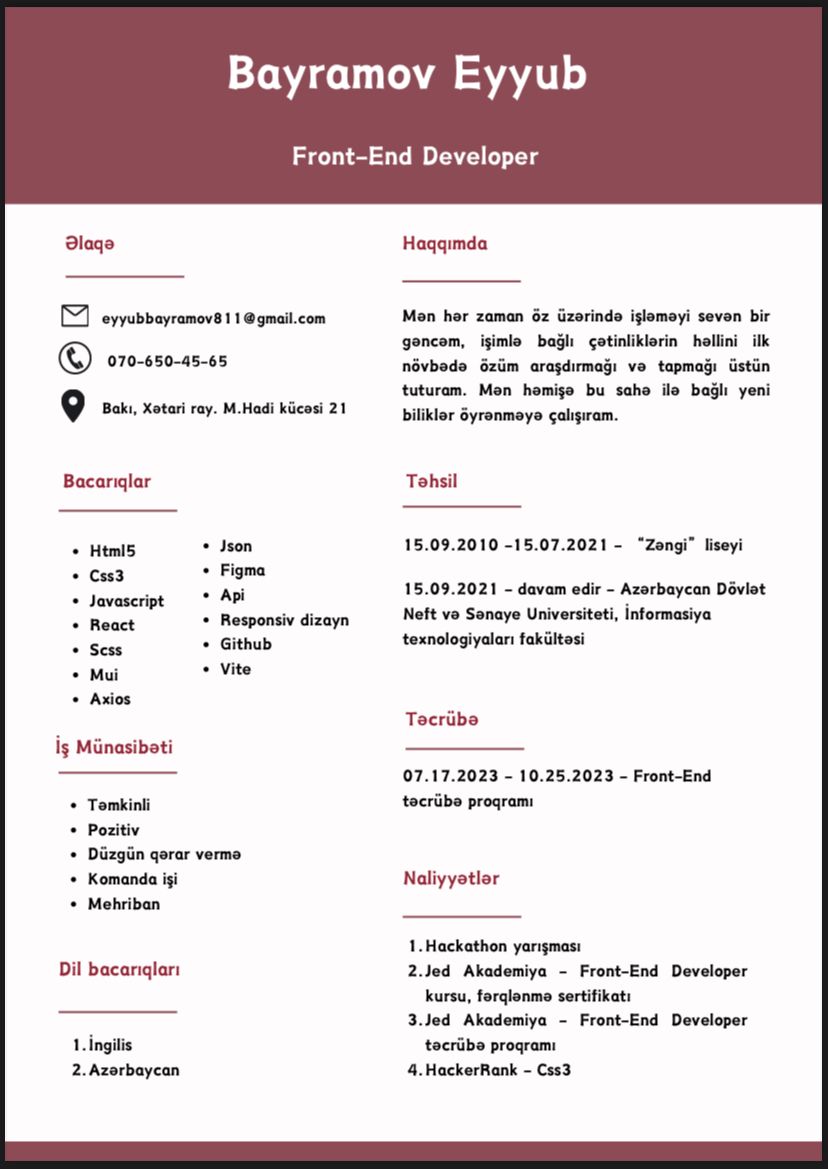 Bayramov Eyyub
Front-End Developer
Əlaqə
eyyubbayramov811@gmail.com
070-650-45-65
Bakı, Xətari ray. M.Hadi kücəsi 21
Bacarıqlar
• Html5
• Css3
• Javascript
• React
• Scss
• Mui
• Axios
• Json
• Figma
• Api
• Responsiv dizayn
• Github
• Vite
İş Münasibəti
• Təmkinli
• Pozitiv
• Düzgün qərar vermə
• Komanda işi
• Mehriban
Dil bacarıqları
1. İngilis
2. Azərbaycan
Haqqımda
Mən hər zaman öz üzərində işləməyi sevən bir
gəncəm, işimlə bağlı çətinliklərin həllini ilk
növbədə özüm araşdırmağı və tapmağı üstün
tuturam. Mən həmişə bu sahə ilə bağlı yeni
biliklər öyrənməyə çalışıram.
Təhsil
15.09.2010 -15.07.2021 - “Zəngi” liseyi
15.09.2021 - davam edir - Azərbaycan Dövlət
Neft və Sənaye Universiteti, İnformasiya
texnologiyaları fakültəsi
Təcrübə
07.17.2023 - 10.25.2023 - Front-End
təcrübə proqramı
Naliyyətlər
1. Hackathon yarışması
2. Jed Akademiya - Front-End Developer
kursu, fərqlənmə sertifikatı
3. Jed Akademiya - Front-End Developer
təcrübə proqramı
4. HackerRank - Css3